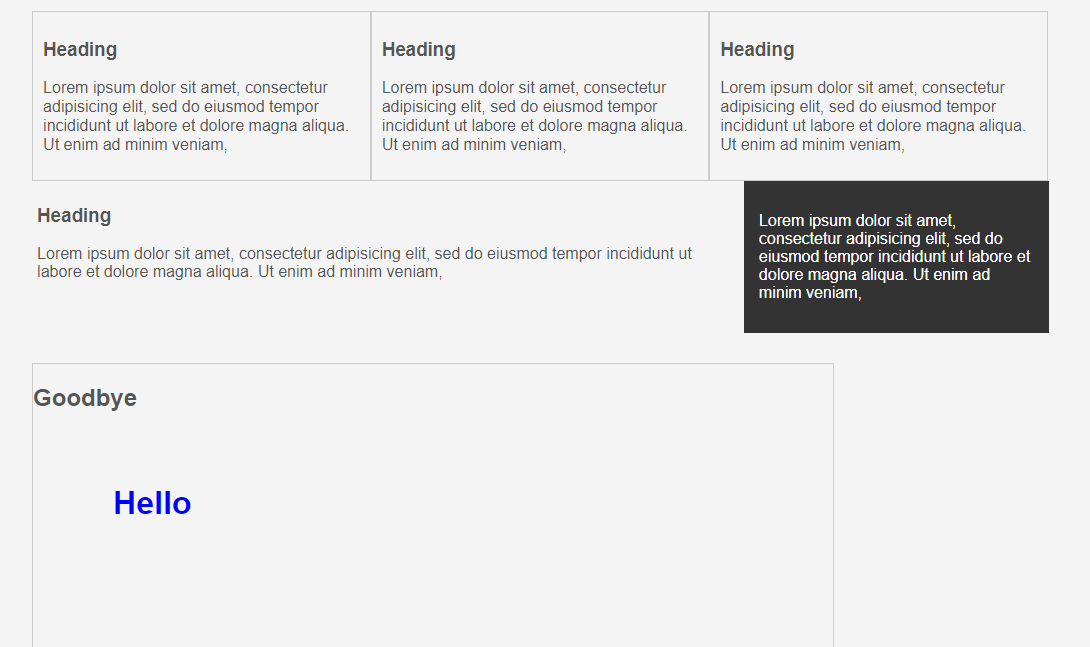 Heading
Lorem ipsum dolor sit amet, consectetur
adipisicing elit, sed do eiusmod tempor
incididunt ut labore et dolore magna aliqua.
Ut enim ad minim veniam,
Heading
Lorem ipsum dolor sit amet, consectetur
adipisicing elit, sed do eiusmod tempor
incididunt ut labore et dolore magna aliqua.
Ut enim ad minim veniam,
Heading
Lorem ipsum dolor sit amet, consectetur
adipisicing elit, sed do eiusmod tempor
incididunt ut labore et dolore magna aliqua.
Ut enim ad minim veniam,
Heading
Lorem ipsum dolor sit amet, consectetur adipisicing elit, sed do eiusmod tempor incididunt ut
labore et dolore magna aliqua. Ut enim ad minim veniam,
Lorem ipsum dolor sit amet,
consectetur adipisicing elit, sed do
eiusmod tempor incididunt ut labore et
dolore magna aliqua. Ut enim ad
minim veniam,
Goodbye
Hello